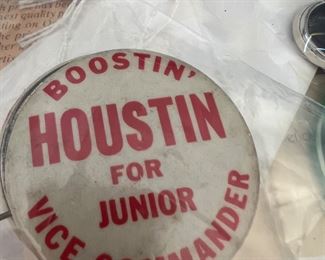 BOOSTIN'
HOUSTIN
FOR
JUNIOR
VICE COMMANDER